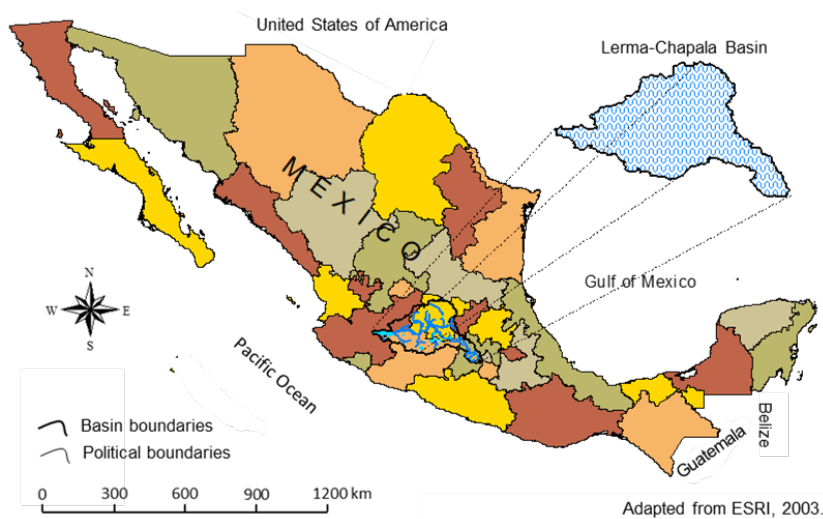 United States of America
Lerma-Chapala Basin
MEXICO
Gulf of Mexico
N
W E
S
Pacific Ocean
Basin boundaries
Political boundaries
Belize
Guatemala
0 300 600 900 1200 km
Adapted from ESRI, 2003.